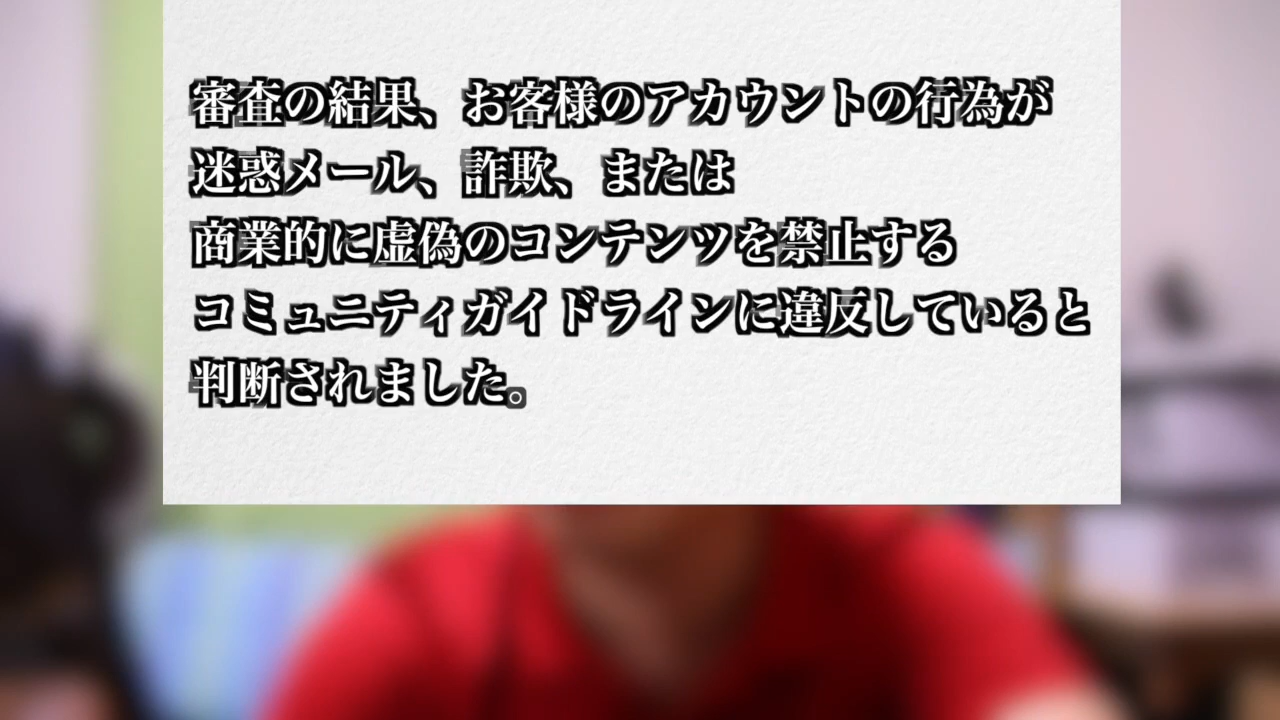 審査の結果、お客様のアカウントの行為が
迷惑メール、詐欺、または
商業的に虚偽のコンテンツを禁止する
コミュニティガイドラインに違反していると
判断されました。